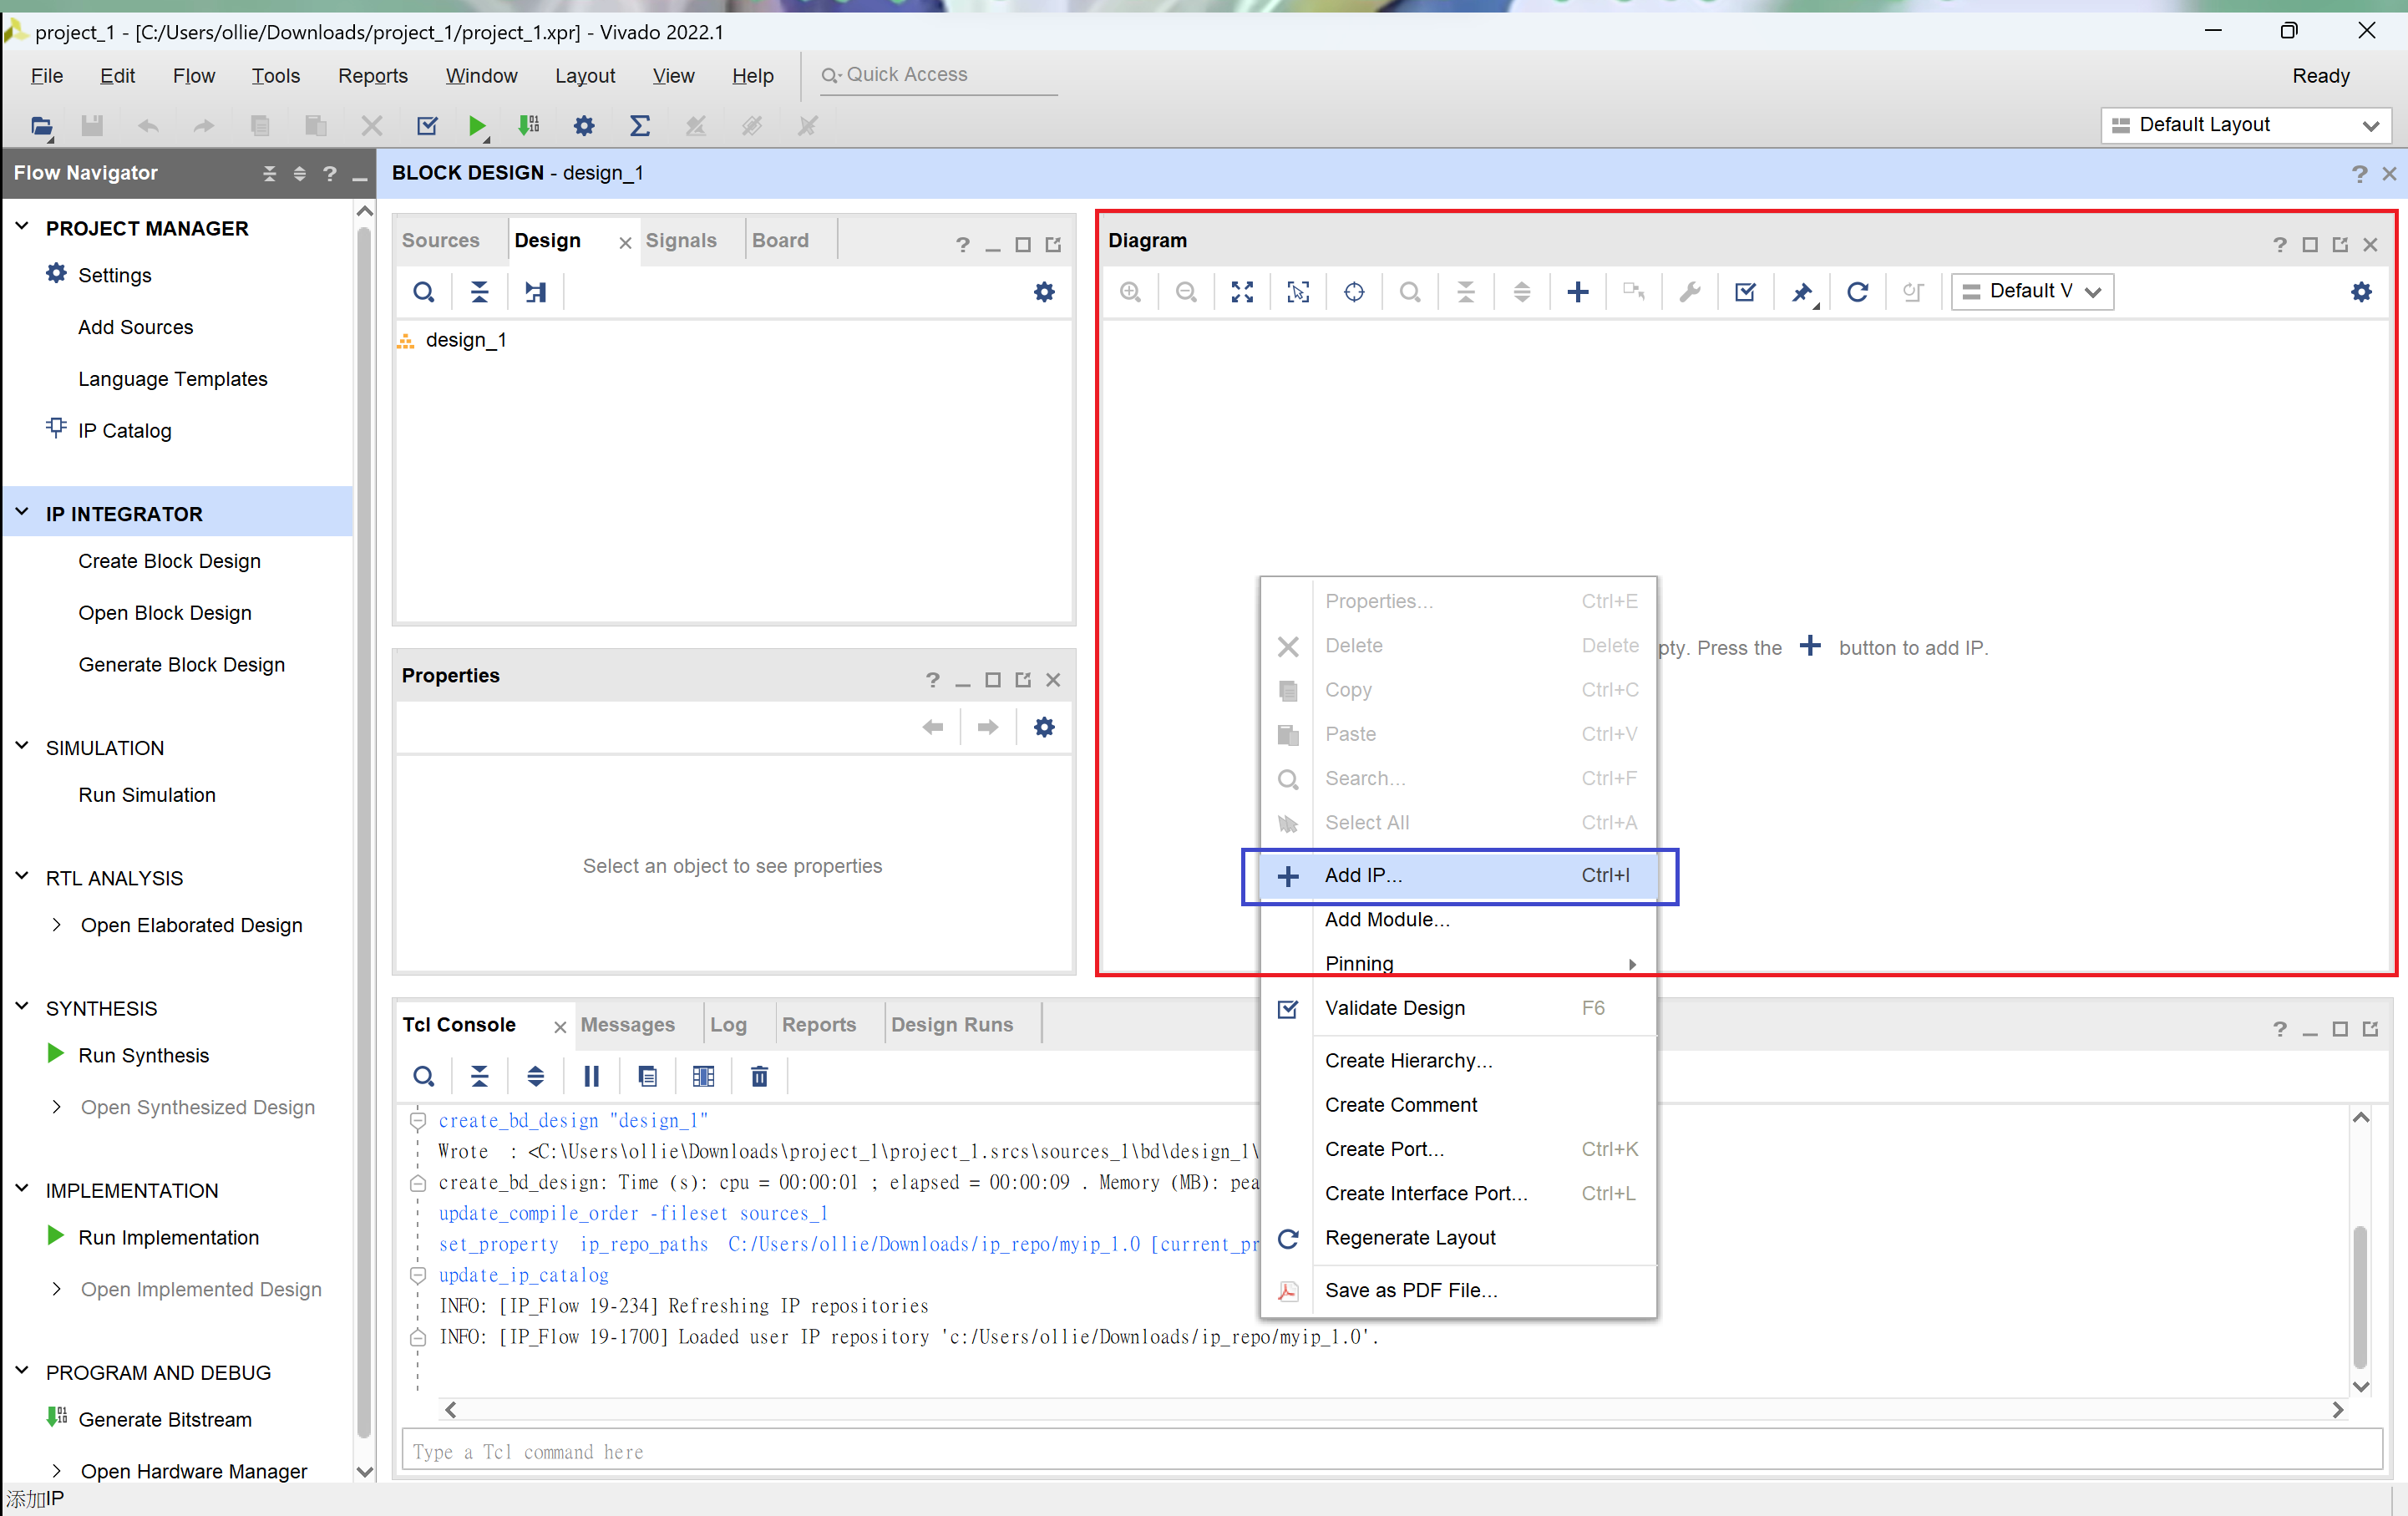 project_1 - [C:/Users/ollie/Downloads/project_1/project_1.xpr] - Vivado 2022.1
File Edit Flow Tools Reports Window Layout View Help Quick Access Ready
Default Layout
Flow Navigator
BLOCK DESIGN - design_1
PROJECT MANAGER
Settings
Add Sources
Language Templates
IP Catalog
IP INTEGRATOR
Create Block Design
Open Block Design
Generate Block Design
SIMULATION
Run Simulation
RTL ANALYSIS
Open Elaborated Design
SYNTHESIS
Run Synthesis
Open Synthesized Design
IMPLEMENTATION
Run Implementation
Open Implemented Design
PROGRAM AND DEBUG
Generate Bitstream
Open Hardware Manager
Sources Design Signals Board
design_1
Properties
Select an object to see properties
Diagram
Default V
pty. Press the + button to add IP.
Properties... Ctrl+E
Delete Delete
Copy Ctrl+C
Paste Ctrl+V
Search... Ctrl+F
Select All Ctrl+A
Add IP... Ctrl+I
Add Module...
Pinning
Validate Design F6
Create Hierarchy...
Create Comment
Create Port... Ctrl+K
Create Interface Port... Ctrl+L
Regenerate Layout
Save as PDF File...
Tcl Console Messages Log Reports Design Runs
create_bd_design "design_1"
Wrote : <C:\Users\ollie\Downloads\project_1\project_1.srcs\sources_1\bd\design_1\
create_bd_design: Time (s): cpu = 00:00:01 ; elapsed = 00:00:09 . Memory (MB): pea
update_compile_order -fileset sources_1
set_property ip_repo_paths C:/Users/ollie/Downloads/ip_repo/myip_1.0 [current_pr
update_ip_catalog
INFO: [IP_Flow 19-234] Refreshing IP repositories
INFO: [IP_Flow 19-1700] Loaded user IP repository 'c:/Users/ollie/Downloads/ip_repo/myip_1.0'.
Type a Tcl command here
添加IP